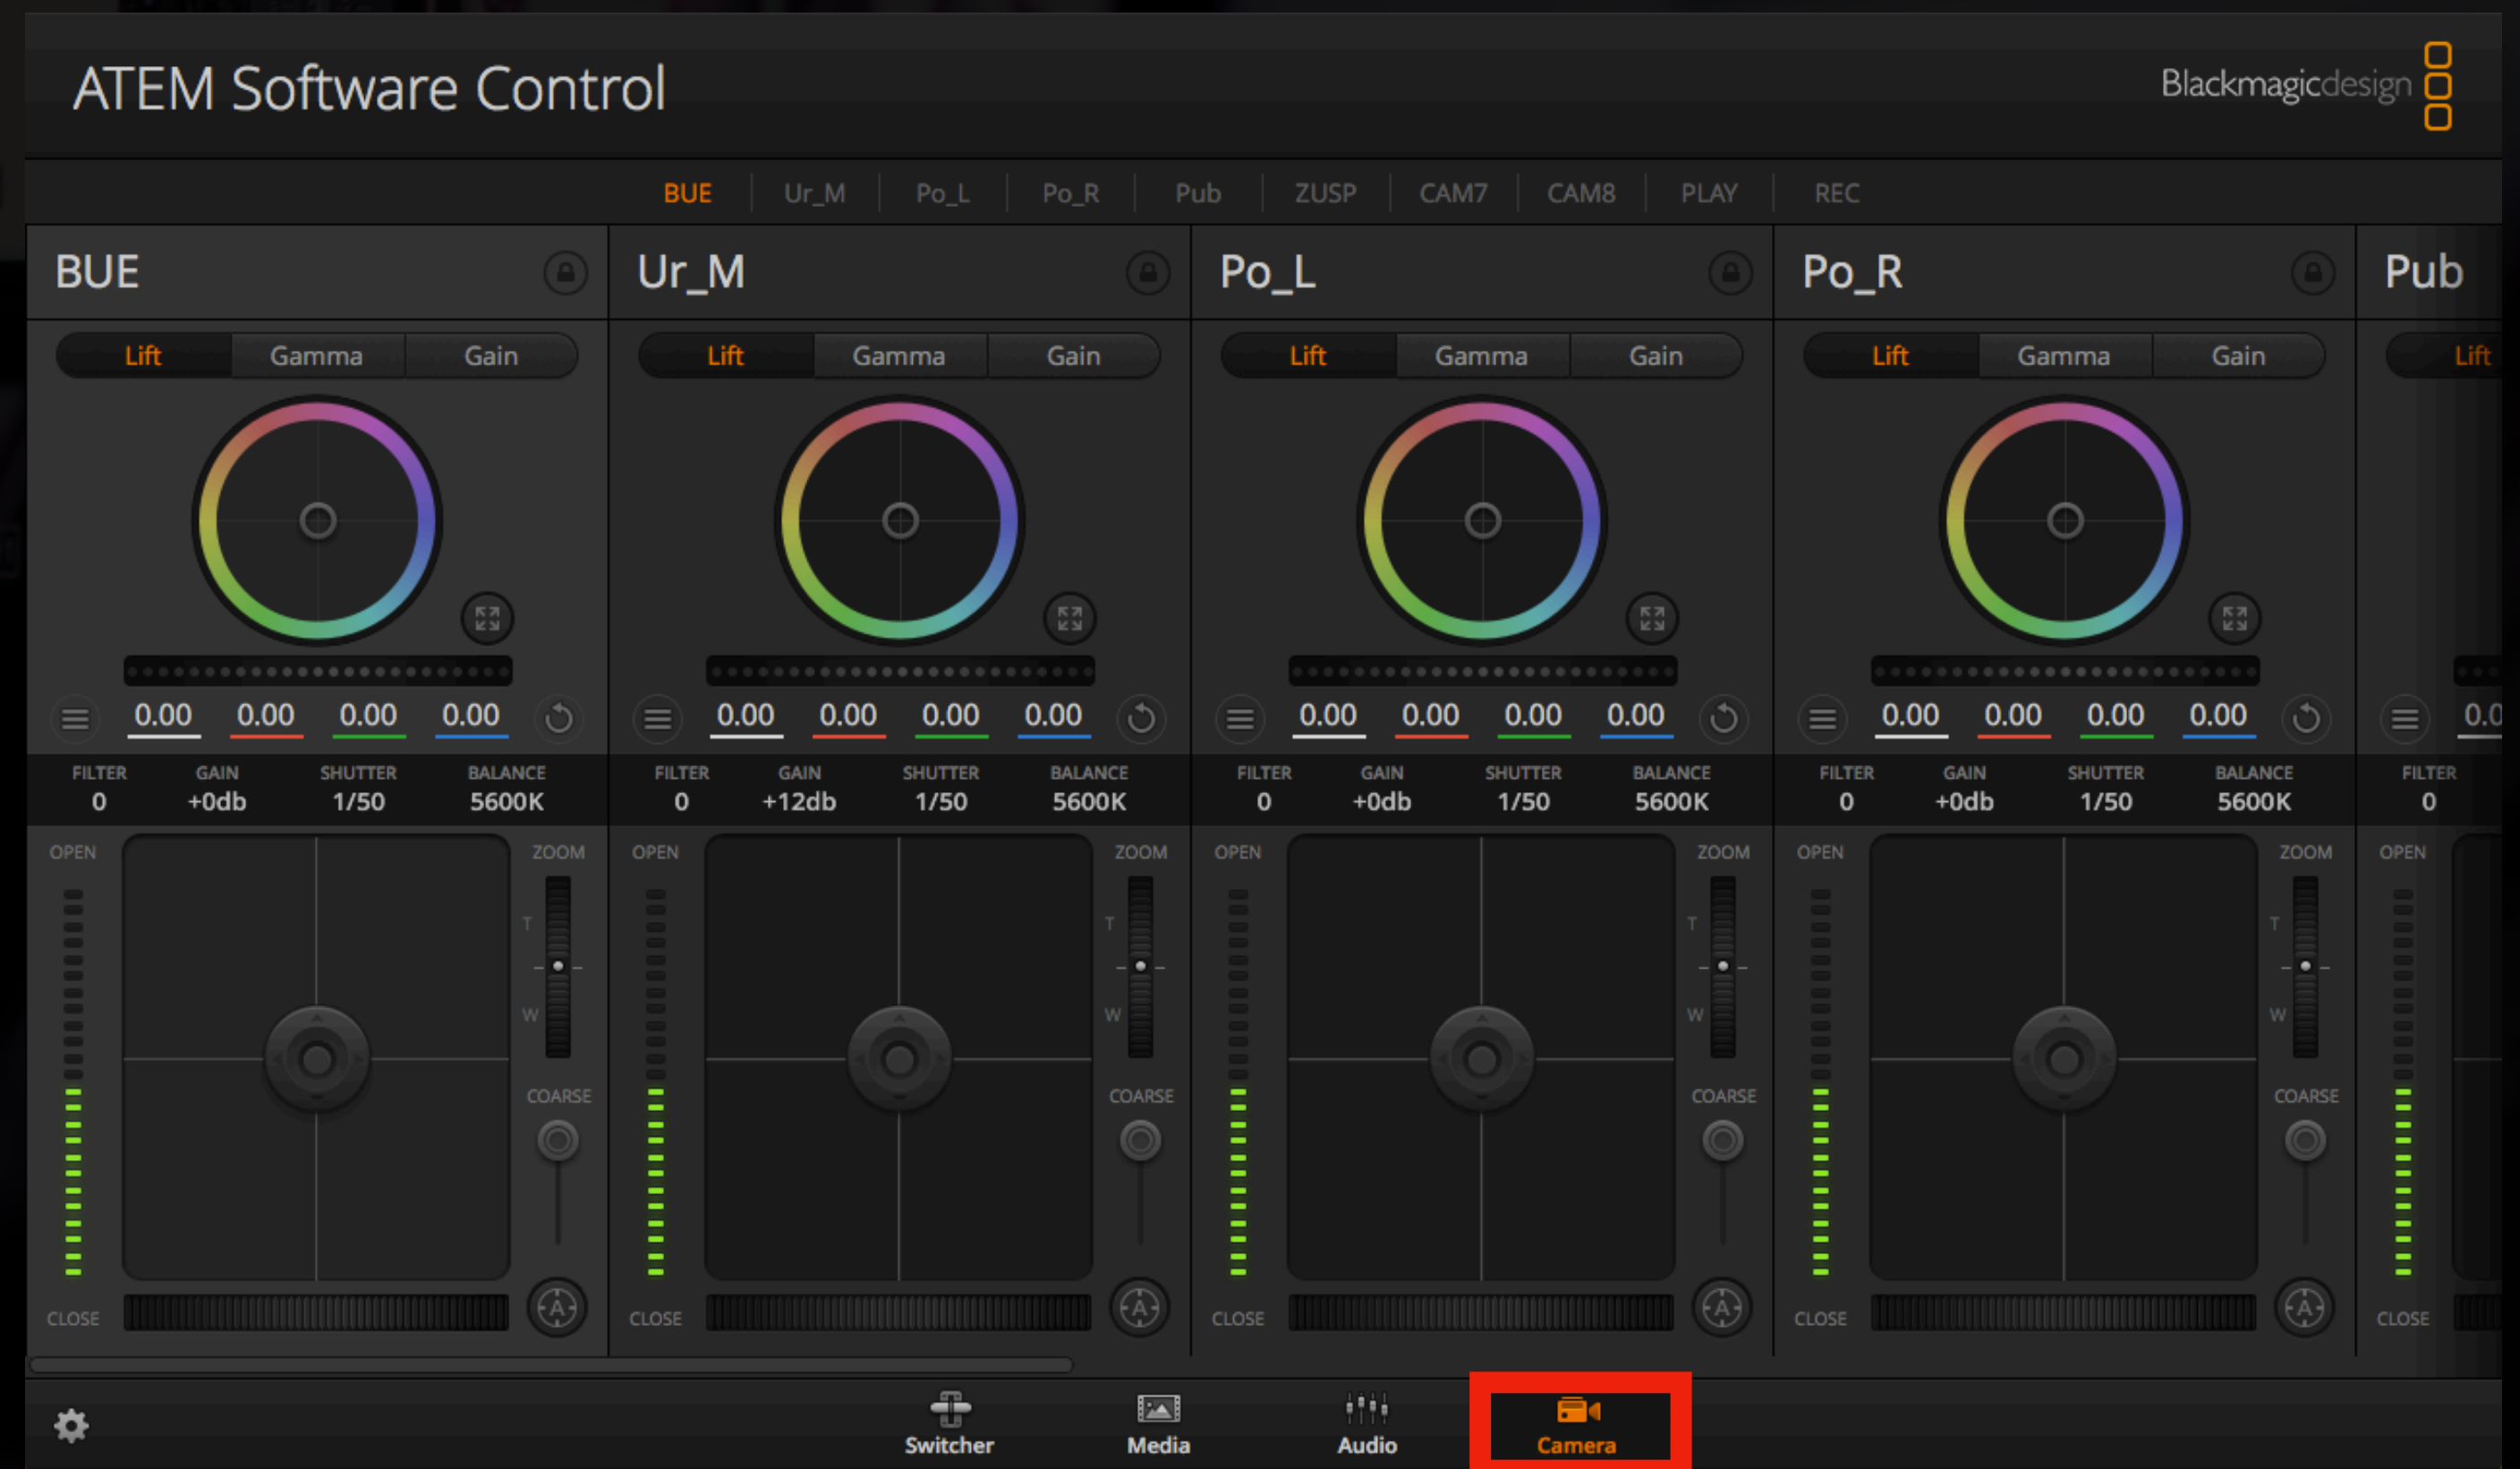 ATEM Software Control
Blackmagicdesign
BUE Ur_M Po_L Po_R Pub ZUSP CAM7 CAM8 PLAY REC
BUE Ur_M Po_L Po_R Pub
Lift Gamma Gain Lift Gamma Gain Lift Gamma Gain Lift Gamma Gain Lift
0.00 0.00 0.00 0.00 0.00 0.00 0.00 0.00 0.00 0.00 0.00 0.00 0.00 0.00 0.00 0.00
FILTER GAIN SHUTTER BALANCE FILTER GAIN SHUTTER BALANCE FILTER GAIN SHUTTER BALANCE FILTER GAIN SHUTTER BALANCE FILTER
0 +0db 1/50 5600K 0 +12db 1/50 5600K 0 +0db 1/50 5600K 0 +0db 1/50 5600K 0
OPEN ZOOM OPEN ZOOM OPEN ZOOM OPEN ZOOM OPEN
T T T T
W W W W
COARSE COARSE COARSE COARSE
A A A A
CLOSE CLOSE CLOSE CLOSE CLOSE
Switcher Media Audio Camera